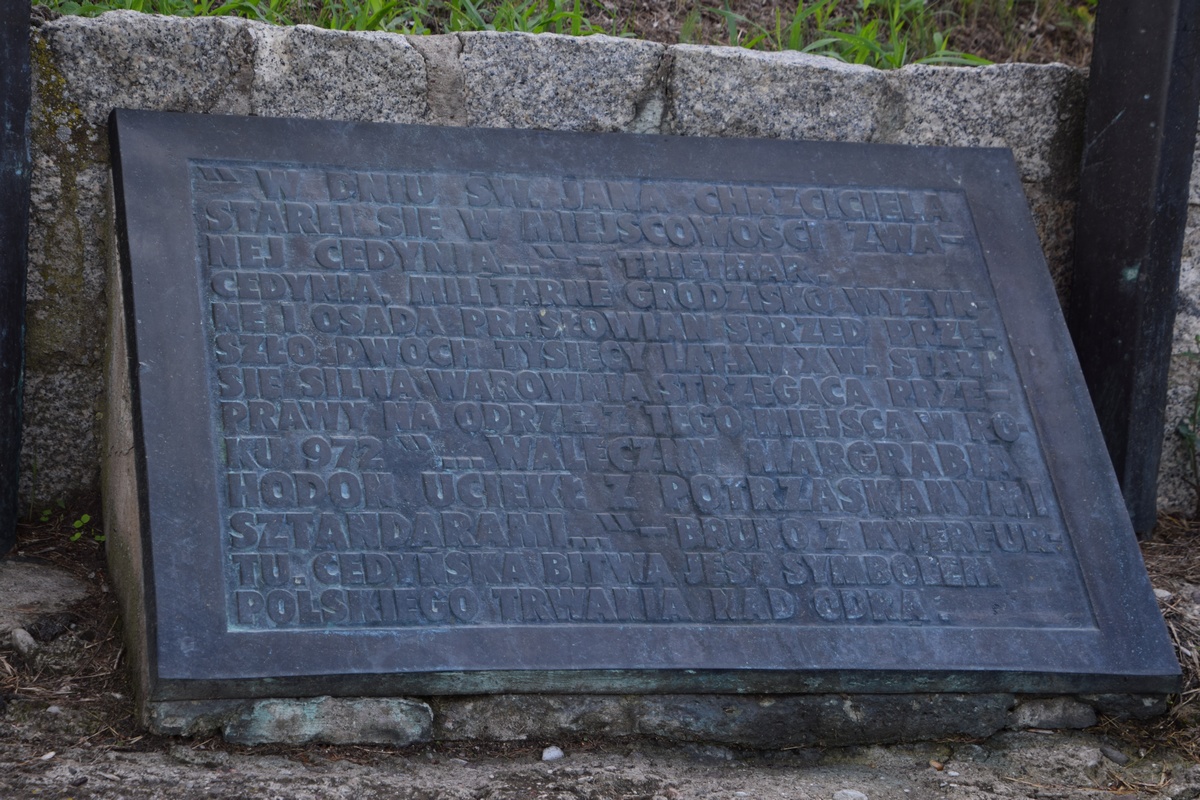 " W DNIU ŚW. JANA CHRZCICIELA
STARLI SIĘ W MIEJSCOWOŚCI ZWA-
NEJ CEDYNIA..." - THIETMAR.
CEDYNIA, MILITARNE GRODZISKO WYŻYN-
NE I OSADA PRASŁOWIAN SPRZED PRZE-
SZŁO DWÓCH TYSIĘCY LAT. W X W. STAŁA
SIĘ SILNĄ WAROWNIĄ STRZEGĄCĄ PRZE-
PRAWY NA ODRZE. Z TEGO MIEJSCA W RO-
KU 972 "... WALECZNY MARGRABIA
HODON UCIEKŁ Z POTRZASKANYMI
SZTANDARAMI..." - BRUNO Z KWERFUR-
TU. CEDYŃSKA BITWA JEST SYMBOLEM
POLSKIEGO TRWANIA NAD ODRĄ.